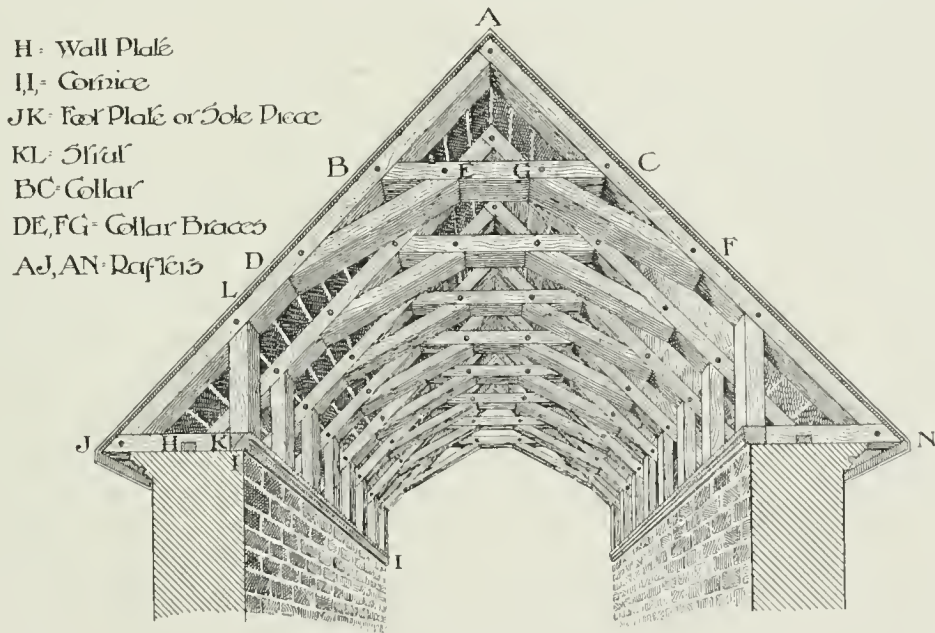 A
H = Wall Plate
I,I, = Cornice
JK = Foot Plate or Sole Piece
KL = Strut
BC = Collar
DE, FG = Collar Braces
AJ, AN = Rafters
B
E
G
C
D
F
L
J
H
K
I
N
I